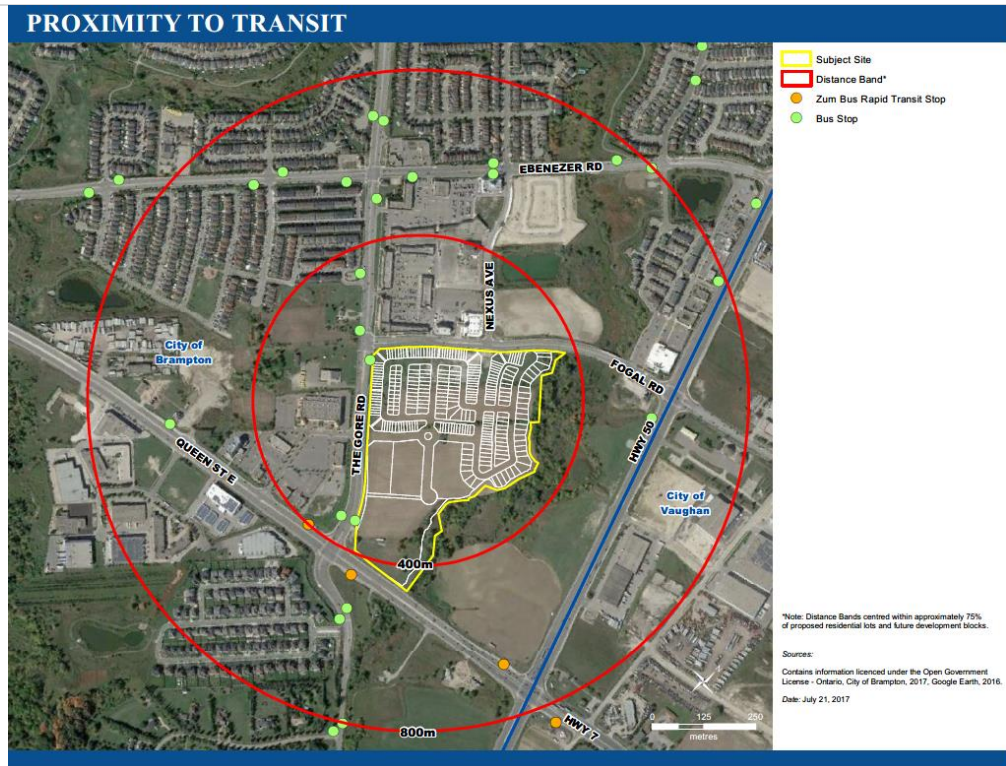 PROXIMITY TO TRANSIT
Subject Site
Distance Band*
Zum Bus Rapid Transit Stop
Bus Stop
EBENEZER RD
NEXUS AVE
City of
Brampton
FOGAL RD
THE GORE RD
HWY 50
QUEEN ST E
City of
Vaughan
400m
HWY 7
800m
0 125 250
metres
*Note: Distance Bands centred within approximately 75%
of proposed residential lots and future development blocks.
Sources:
Contains information licenced under the Open Government
License - Ontario, City of Brampton, 2017, Google Earth, 2016.
Date: July 21, 2017